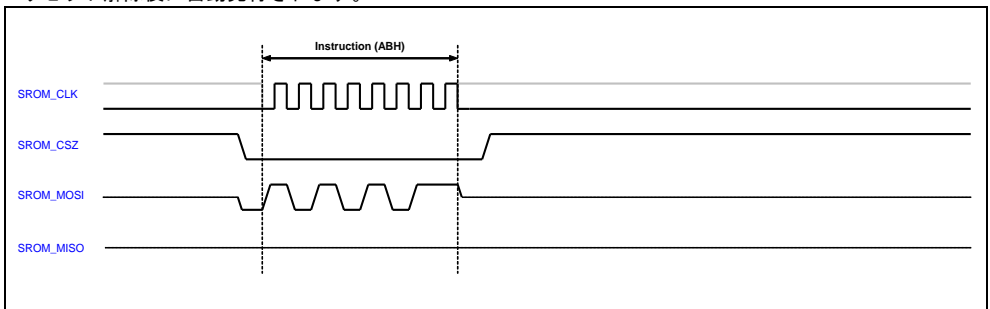 Instruction (ABH)
SROM_CLK
SROM_CSZ
SROM_MOSI
SROM_MISO